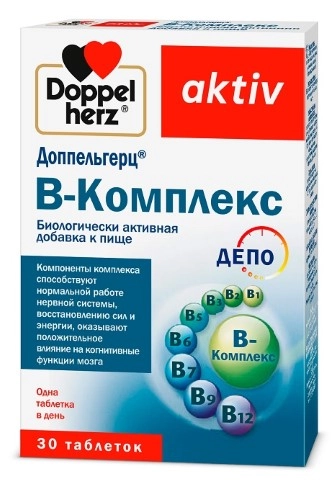 Doppel
herz®
aktiv
Доппельгерц®
В-Комплекс
Биологически активная
добавка к пище
ДЕПО
Компоненты комплекса
способствуют
нормальной работе
нервной системы,
восстановлению сил и
энергии, оказывают
положительное
влияние на когнитивные
функции мозга
B1
B2
B3
B5
B6
B7
B9
B12
В-
Комплекс
Одна
таблетка
в день
30 таблеток